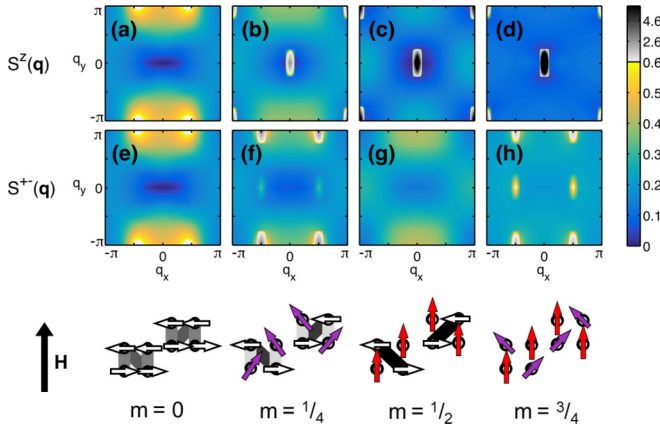 (a) (b) (c) (d)
S^z(q) q_y 0 -π
4.6 2.6 0.6 0.5 0.4 0.3 0.2 0.1 0
(e) (f) (g) (h)
S^+-(q) q_y 0 -π
-π 0 π 0 π 0 π 0 π
q_x q_x q_x q_x
H
m = 0 m = 1/4 m = 1/2 m = 3/4